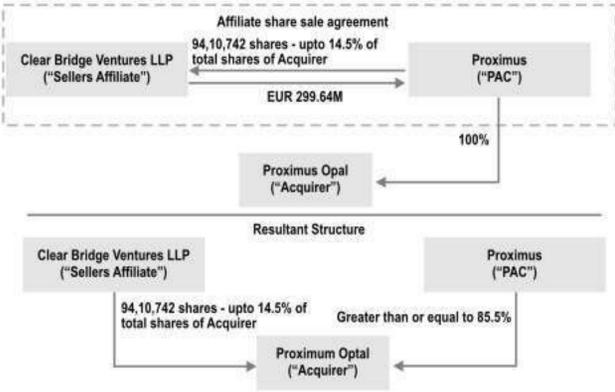 Affiliate share sale agreement
Clear Bridge Ventures LLP
(“Sellers Affiliate”)
94,10,742 shares - upto 14.5% of
total shares of Acquirer
EUR 299.64M
Proximus
(“PAC”)
100%
Proximus Opal
(“Acquirer”)
Resultant Structure
Clear Bridge Ventures LLP
(“Sellers Affiliate”)
Proximus
(“PAC”)
94,10,742 shares - upto 14.5% of
total shares of Acquirer
Greater than or equal to 85.5%
Proximum Optal
(“Acquirer”)